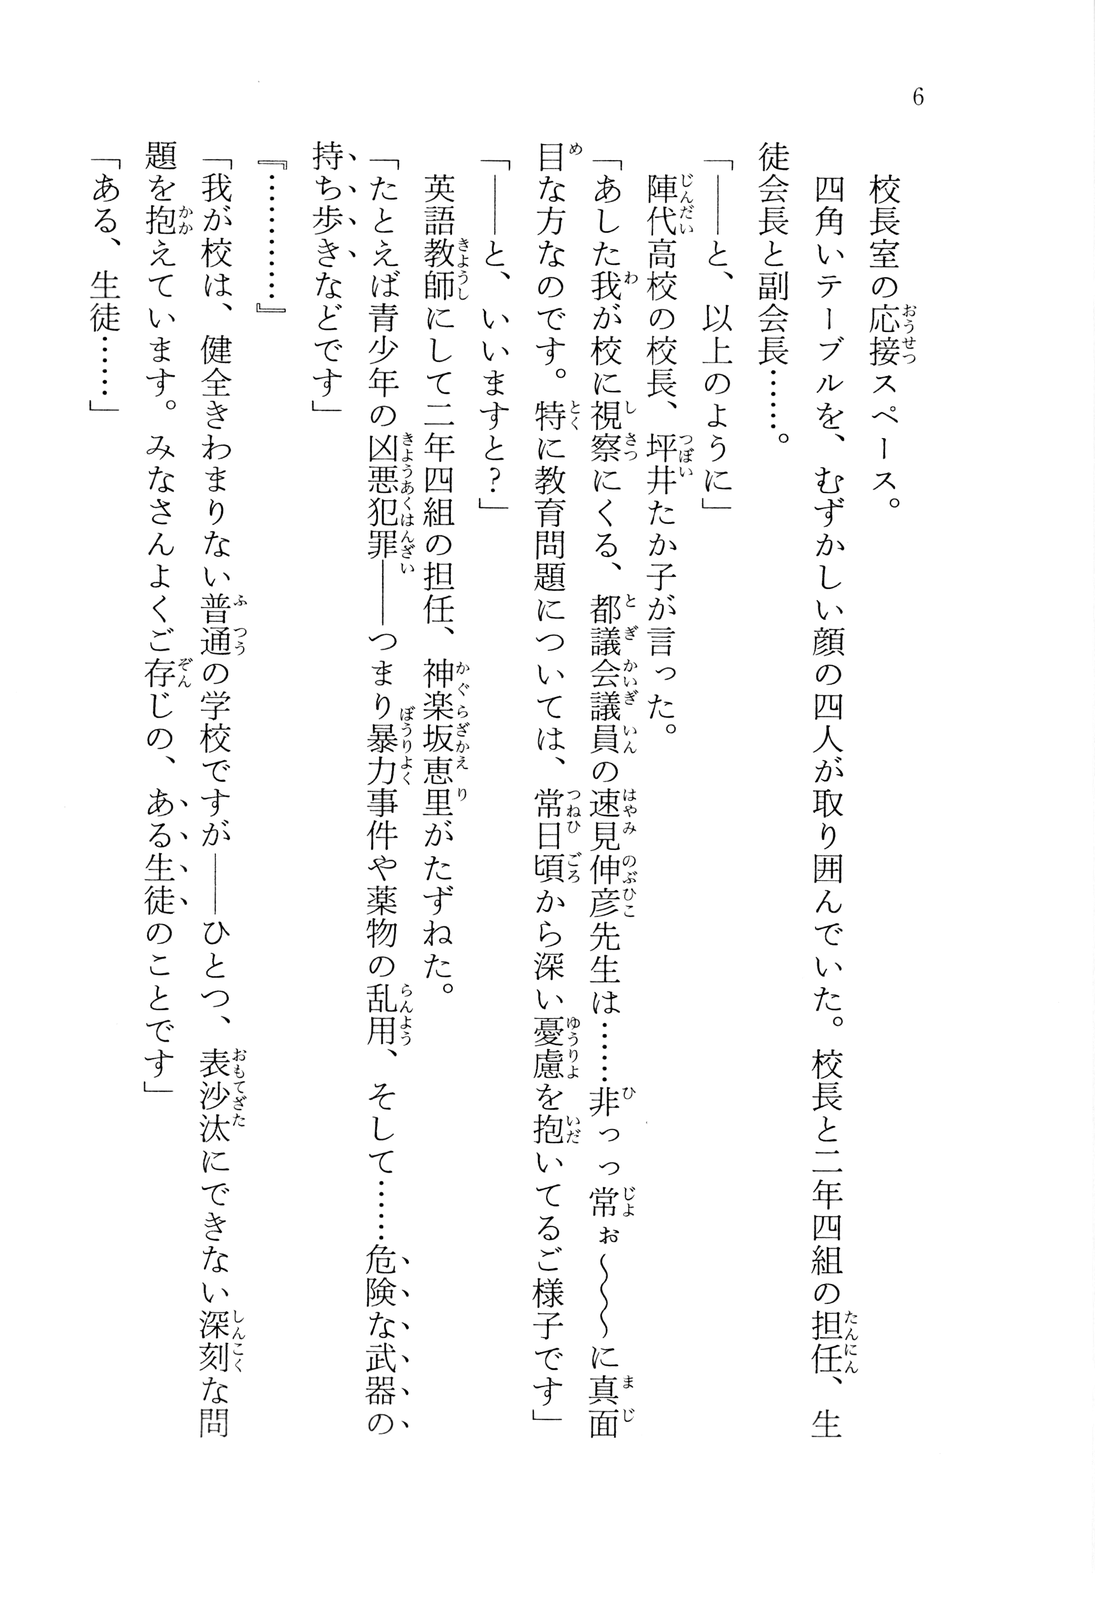 6
校長室の応接スペース。
四角いテーブルを、むずかしい顔の四人が取り囲んでいた。校長と二年四組の担任、生
徒会長と副会長……。
「――と、以上のように」
陣代高校の校長、坪井たか子が言った。
「あした我が校に視察にくる、都議会議員の速見伸彦先生は……非っっ常ぉ〜〜〜に真面
目な方なのです。特に教育問題については、常日頃から深い憂慮を抱いてるご様子です」
「――と、いいますと?」
英語教師にして二年四組の担任、神楽坂恵里がたずねた。
「たとえば青少年の凶悪犯罪――つまり暴力事件や薬物の乱用、そして……危険な武器の
持ち歩きなどです」
『…………』
「我が校は、健全きわまりない普通の学校ですが――ひとつ、表沙汰にできない深刻な問
題を抱えています。みなさんよくご存じの、ある生徒のことです」
「ある、生徒……」